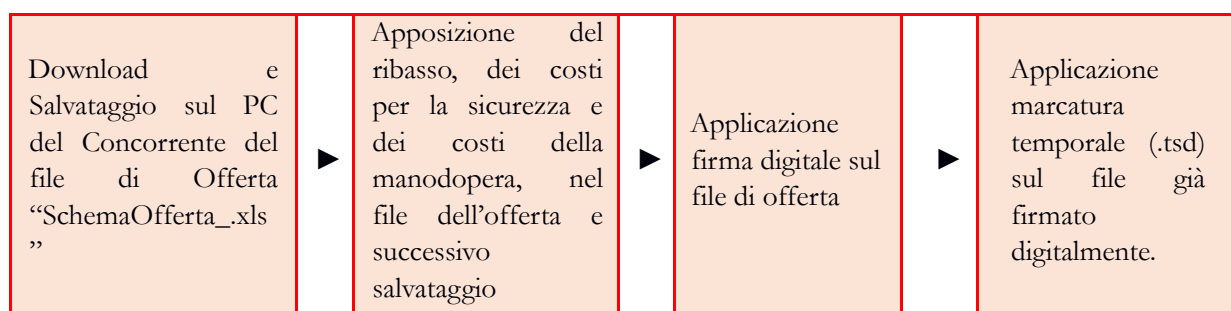 Download e
Salvataggio sul PC
del Concorrente del
file di Offerta
“SchemaOfferta_.xls
”
Apposizione del
ribasso, dei costi
per la sicurezza e
dei costi della
manodopera, nel
file dell’offerta e
successivo
salvataggio
Applicazione
firma digitale sul
file di offerta
Applicazione
marcatura
temporale (.tsd)
sul file già
firmato
digitalmente.